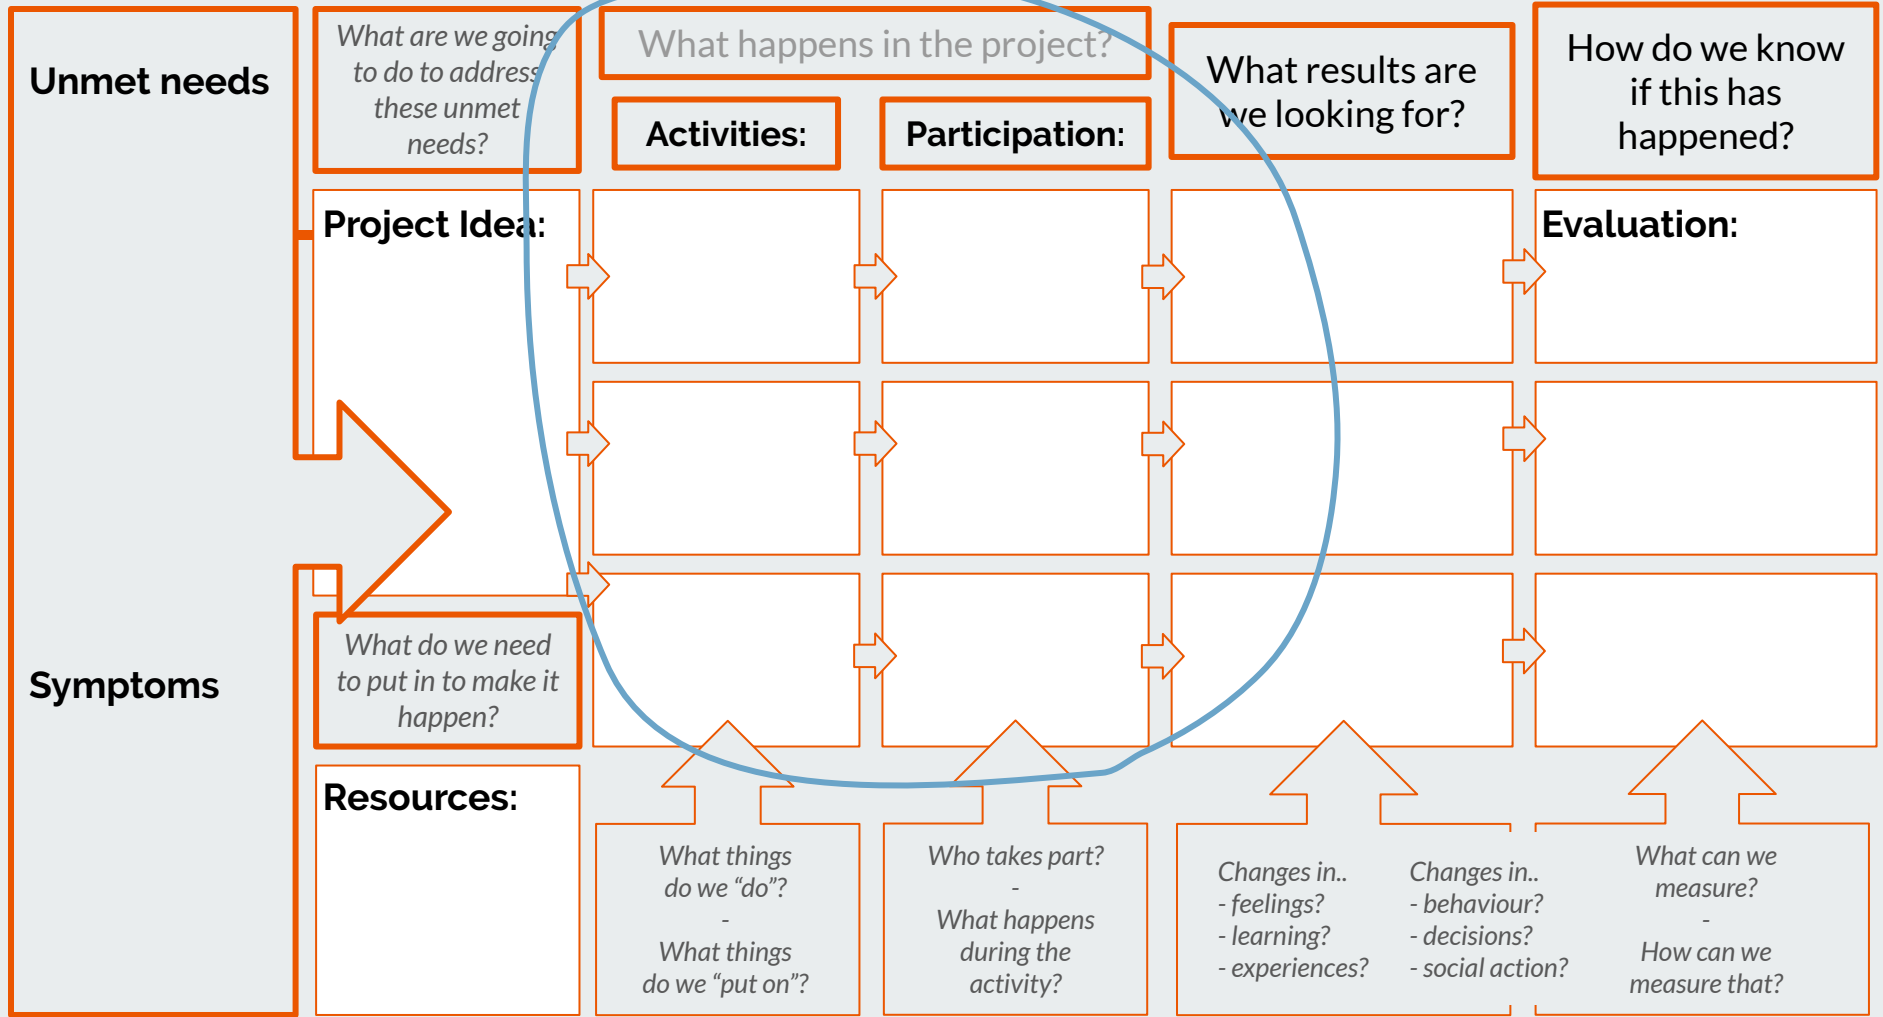 Unmet needs
Symptoms
What are we going
to do to address
these unmet
needs?
Project Idea:
What do we need
to put in to make it
happen?
Resources:
What happens in the project?
Activities:
Participation:
What results are
we looking for?
How do we know
if this has
happened?
Evaluation:
What things
do we “do”?
-
What things
do we “put on”?
Who takes part?
-
What happens
during the
activity?
Changes in..
- feelings?
- learning?
- experiences?
Changes in..
- behaviour?
- decisions?
- social action?
What can we
measure?
-
How can we
measure that?